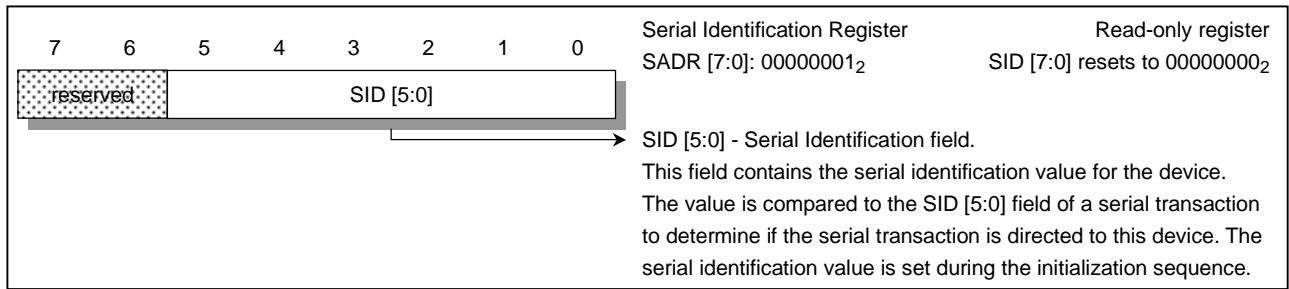 7 6 5 4 3 2 1 0
reserved SID [5:0]
Serial Identification Register Read-only register
SADR [7:0]: 00000001₂ SID [7:0] resets to 00000000₂
SID [5:0] - Serial Identification field.
This field contains the serial identification value for the device.
The value is compared to the SID [5:0] field of a serial transaction
to determine if the serial transaction is directed to this device. The
serial identification value is set during the initialization sequence.